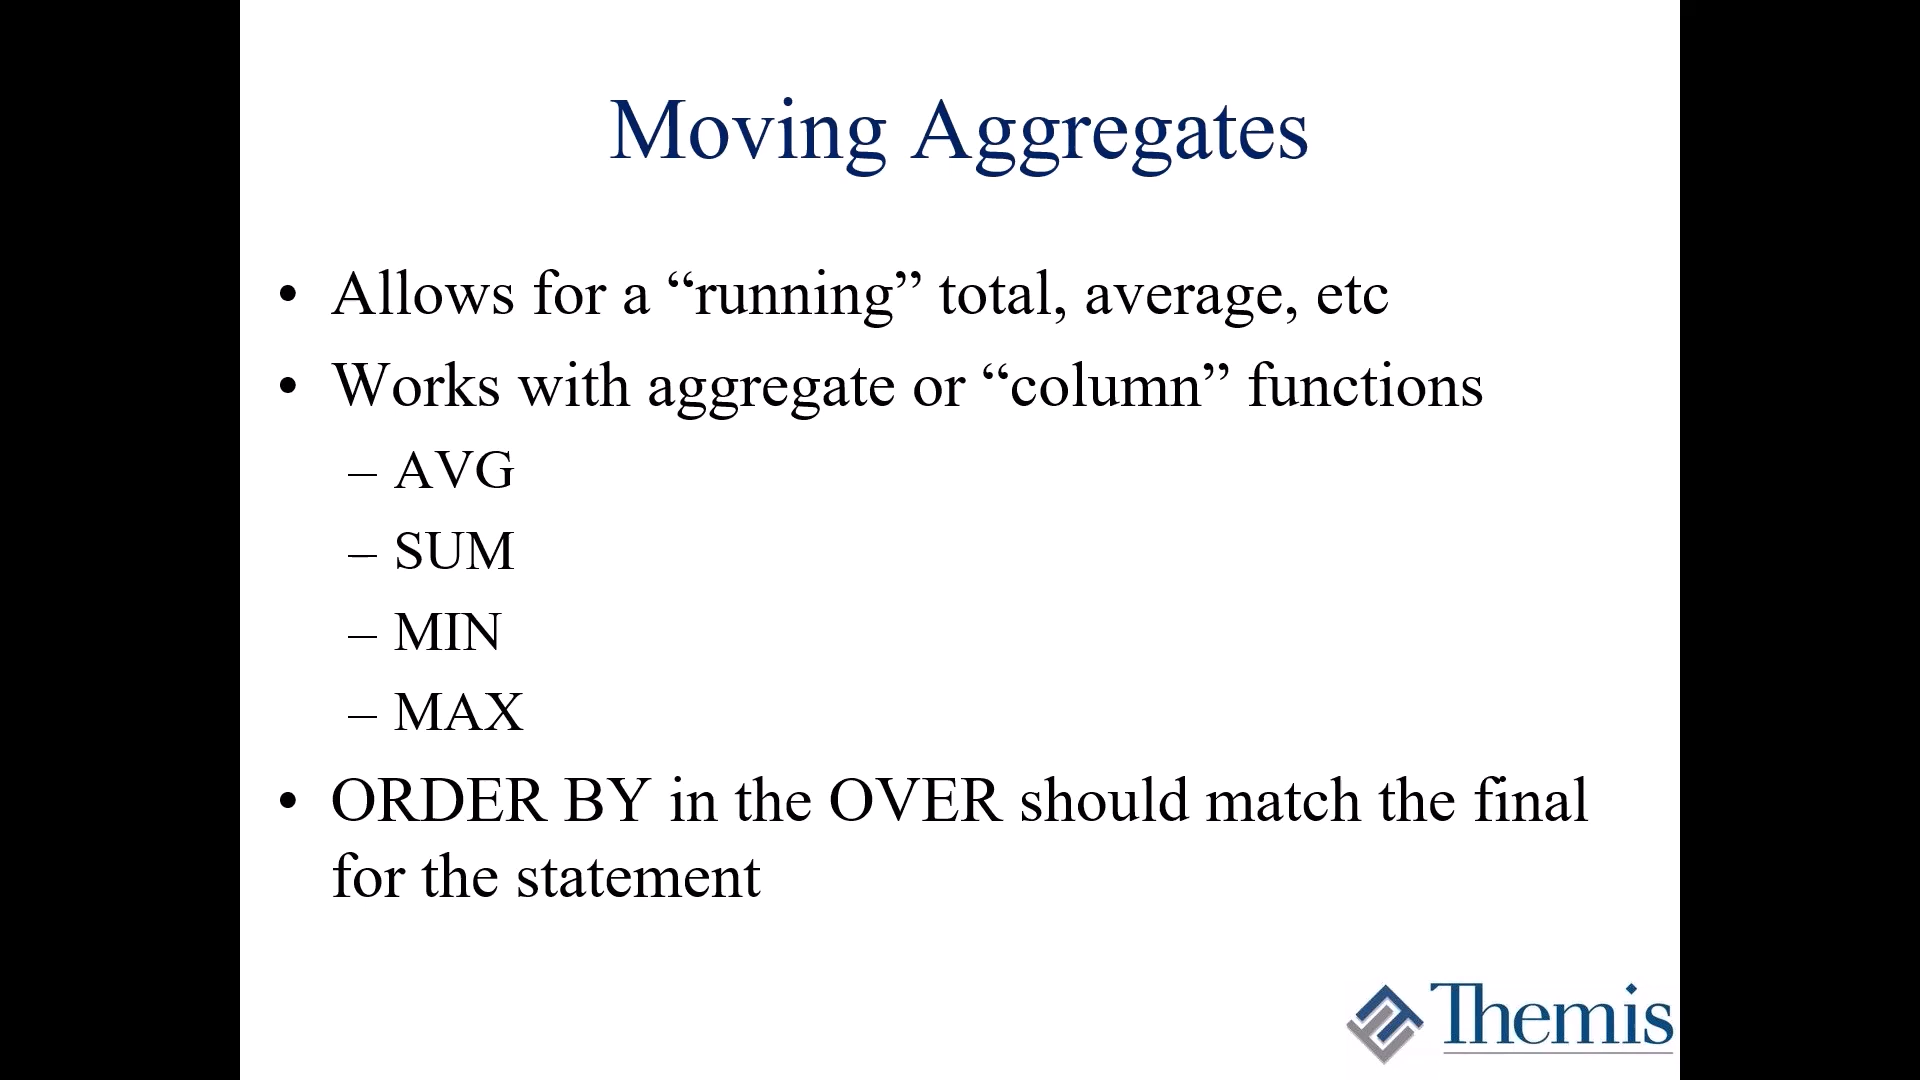 Moving Aggregates
• Allows for a “running” total, average, etc
• Works with aggregate or “column” functions
– AVG
– SUM
– MIN
– MAX
• ORDER BY in the OVER should match the final
for the statement
Themis